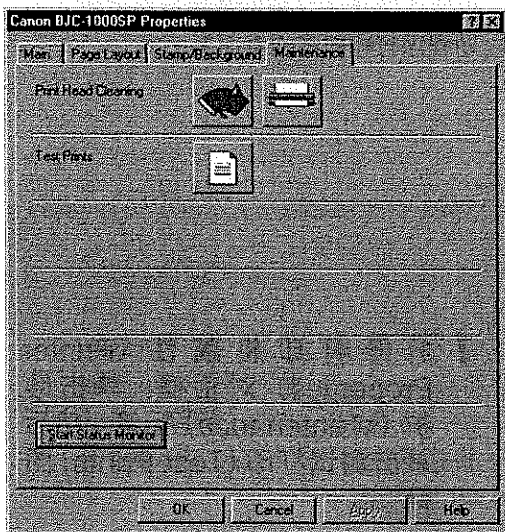 Canon BJC-1000SP Properties
Main Page Layout Stamp/Background Maintenance
Print Head Cleaning
Test Prints
Start Status Monitor
OK Cancel Apply Help